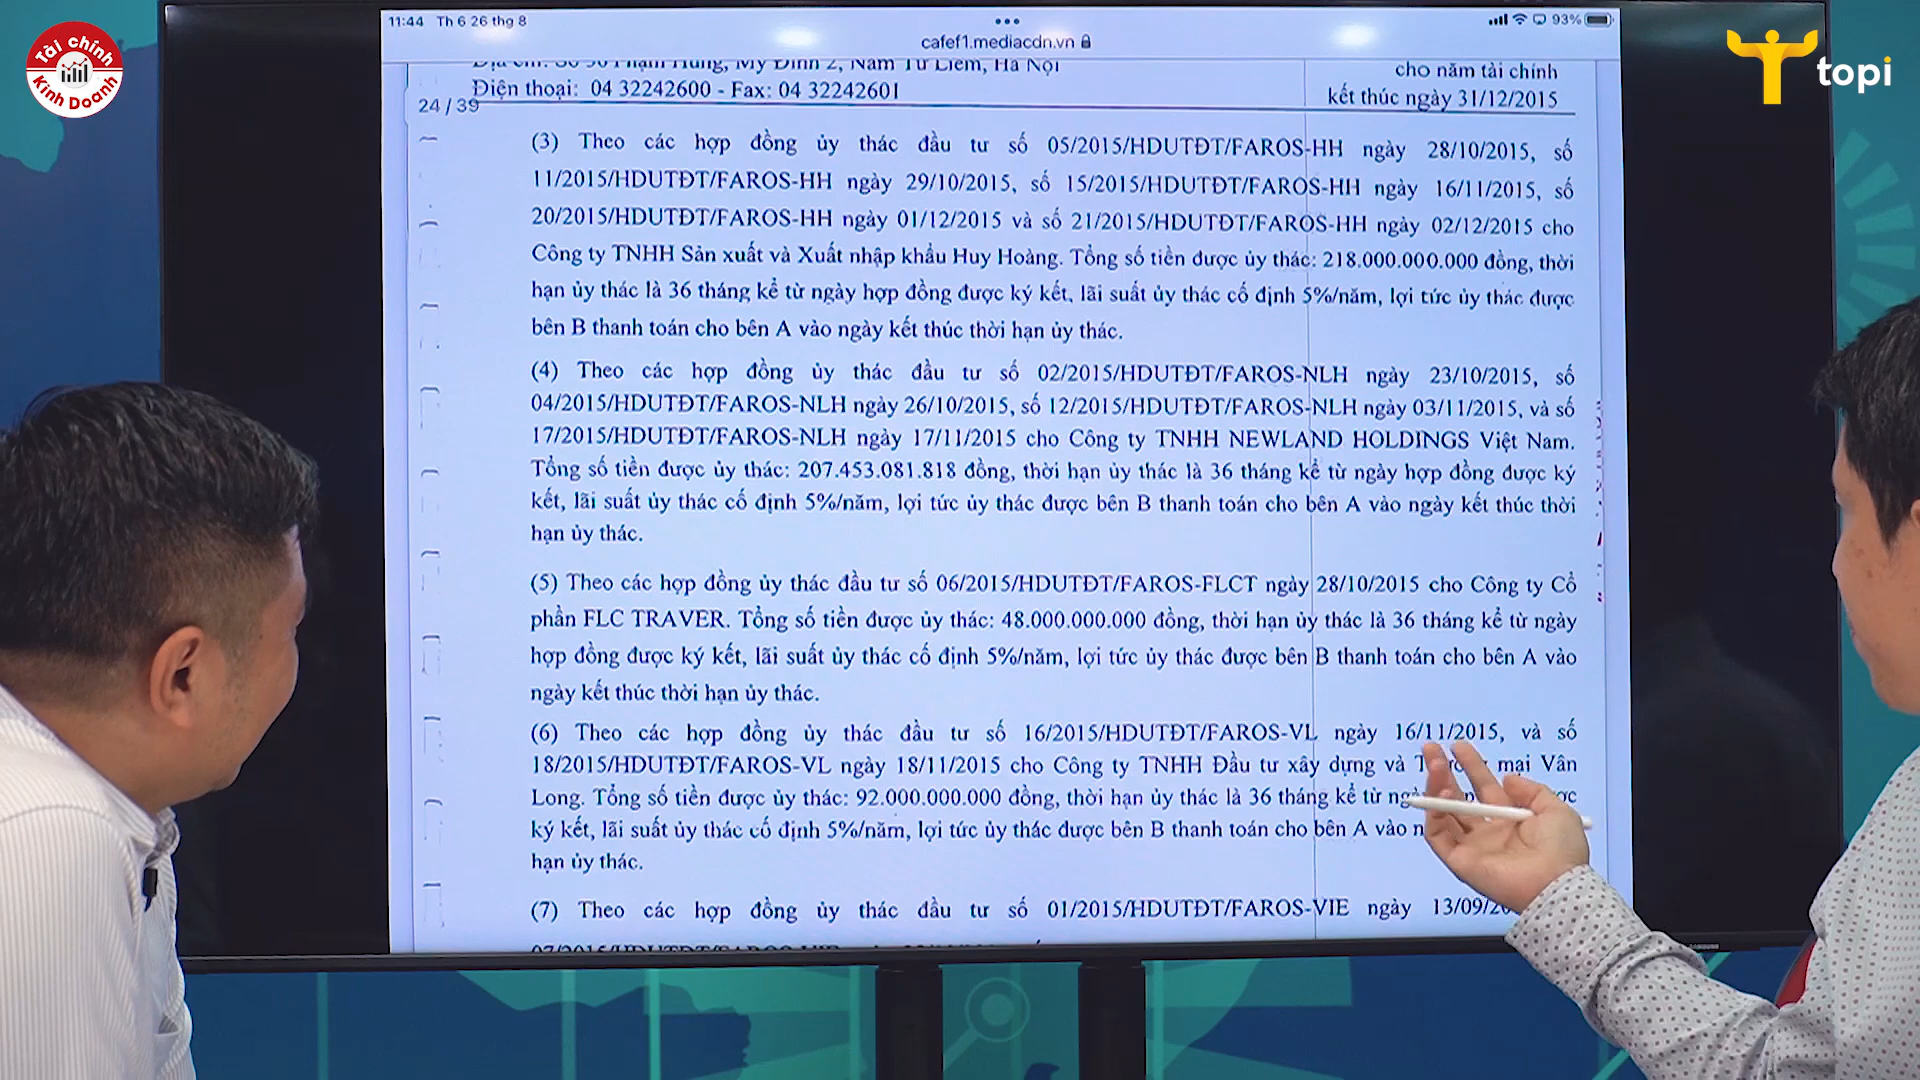 Tài chính
Kinh Doanh
11:44 Th 6 26 thg 8
93%
cafef1.mediacdn.vn
topi
Địa chỉ: Số 36 Phạm Hùng, Mỹ Đình 2, Nam Từ Liêm, Hà Nội
cho năm tài chính
Điện thoại: 04 32242600 - Fax: 04 32242601
kết thúc ngày 31/12/2015
24 / 39
(3) Theo các hợp đồng ủy thác đầu tư số 05/2015/HDUTĐT/FAROS-HH ngày 28/10/2015, số
11/2015/HDUTĐT/FAROS-HH ngày 29/10/2015, số 15/2015/HDUTĐT/FAROS-HH ngày 16/11/2015, số
20/2015/HDUTĐT/FAROS-HH ngày 01/12/2015 và số 21/2015/HDUTĐT/FAROS-HH ngày 02/12/2015 cho
Công ty TNHH Sản xuất và Xuất nhập khẩu Huy Hoàng. Tổng số tiền được ủy thác: 218.000.000.000 đồng, thời
hạn ủy thác là 36 tháng kể từ ngày hợp đồng được ký kết, lãi suất ủy thác cố định 5%/năm, lợi tức ủy thác được
bên B thanh toán cho bên A vào ngày kết thúc thời hạn ủy thác.
(4) Theo các hợp đồng ủy thác đầu tư số 02/2015/HDUTĐT/FAROS-NLH ngày 23/10/2015, số
04/2015/HDUTĐT/FAROS-NLH ngày 26/10/2015, số 12/2015/HDUTĐT/FAROS-NLH ngày 03/11/2015, và số
17/2015/HDUTĐT/FAROS-NLH ngày 17/11/2015 cho Công ty TNHH NEWLAND HOLDINGS Việt Nam.
Tổng số tiền được ủy thác: 207.453.081.818 đồng, thời hạn ủy thác là 36 tháng kể từ ngày hợp đồng được ký
kết, lãi suất ủy thác cố định 5%/năm, lợi tức ủy thác được bên B thanh toán cho bên A vào ngày kết thúc thời
hạn ủy thác.
(5) Theo các hợp đồng ủy thác đầu tư số 06/2015/HDUTĐT/FAROS-FLCT ngày 28/10/2015 cho Công ty Cổ
phần FLC TRAVER. Tổng số tiền được ủy thác: 48.000.000.000 đồng, thời hạn ủy thác là 36 tháng kể từ ngày
hợp đồng được ký kết, lãi suất ủy thác cố định 5%/năm, lợi tức ủy thác được bên B thanh toán cho bên A vào
ngày kết thúc thời hạn ủy thác.
(6) Theo các hợp đồng ủy thác đầu tư số 16/2015/HDUTĐT/FAROS-VL ngày 16/11/2015, và số
18/2015/HDUTĐT/FAROS-VL ngày 18/11/2015 cho Công ty TNHH Đầu tư xây dựng và mại Vân
Long. Tổng số tiền được ủy thác: 92.000.000.000 đồng, thời hạn ủy thác là 36 tháng kể từ
ký kết, lãi suất ủy thác cố định 5%/năm, lợi tức ủy thác được bên B thanh toán cho bên A vào
hạn ủy thác.
(7) Theo các hợp đồng ủy thác đầu tư số 01/2015/HDUTĐT/FAROS-VIE ngày